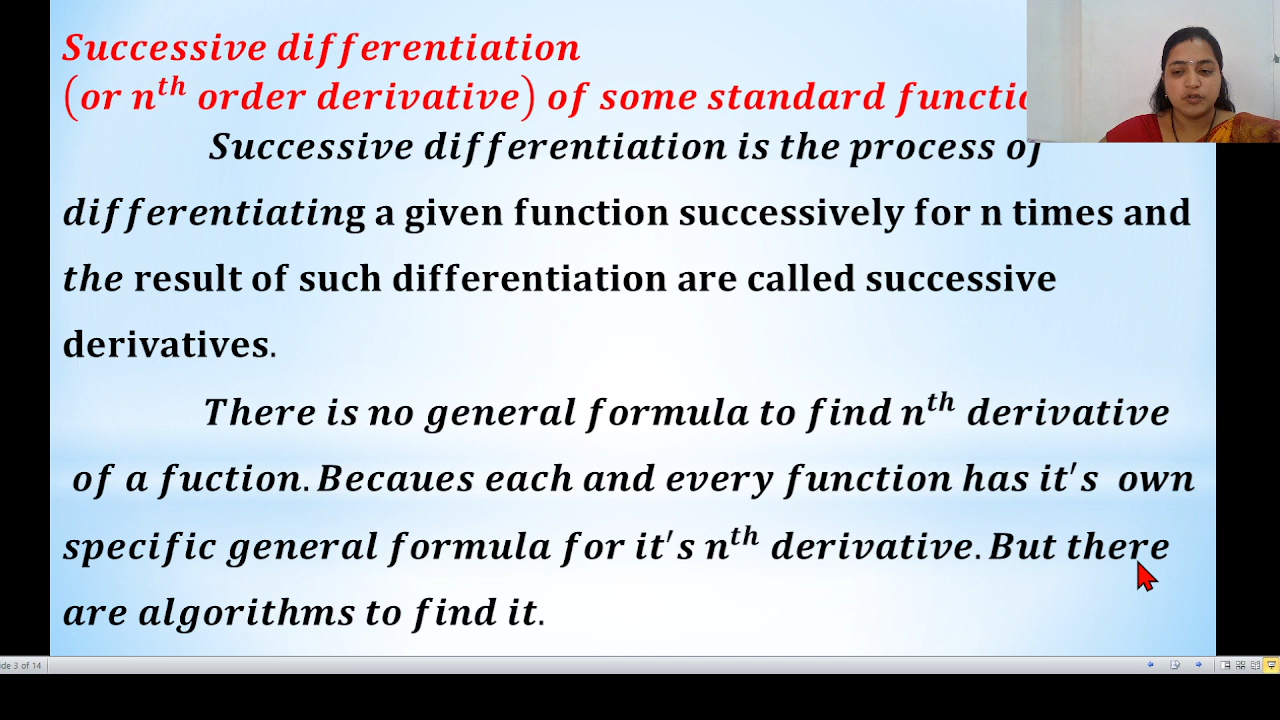 Successive differentiation
(or nth order derivative) of some standard
Successive differentiation is the process of
differentiating a given function successively for n times and
the result of such differentiation are called successive
derivatives.
There is no general formula to find nth derivative
of a fuction. Becaues each and every function has it's own
specific general formula for it's nth derivative. But there
are algorithms to find it.
of 14